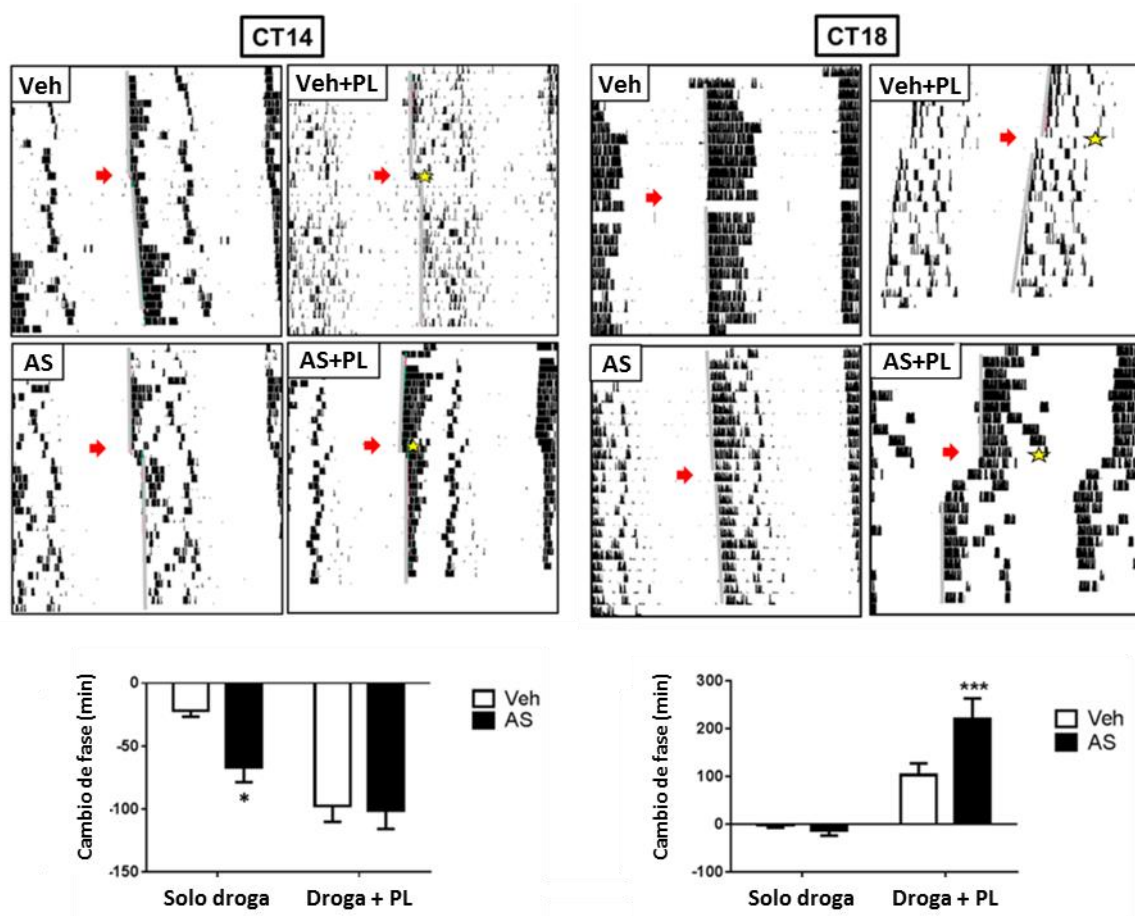 CT14
CT18
Veh
Veh+PL
Veh
Veh+PL
AS
AS+PL
AS
AS+PL
Cambio de fase (min)
0
-50
-100
-150
*
Solo droga
Droga + PL
Veh
AS
Cambio de fase (min)
300
200
100
0
-100
***
Solo droga
Droga + PL
Veh
AS